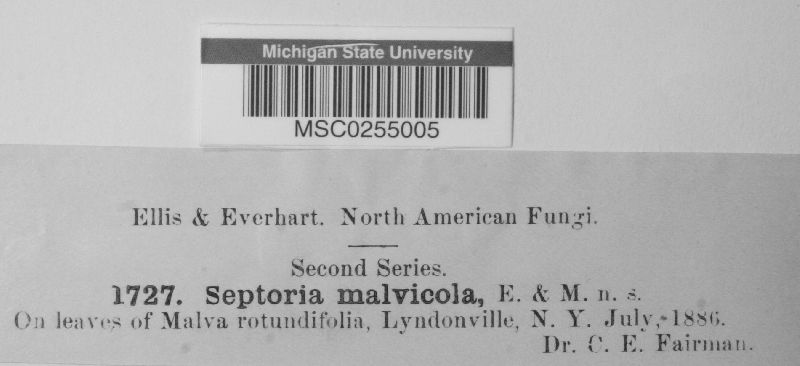 Michigan State University
MSC0255005
Ellis & Everhart. North American Fungi.
Second Series.
1727. Septoria malvicola, E. & M. n. s.
On leaves of Malva rotundifolia, Lyndonville, N. Y. July, 1886.
Dr. C. E. Fairman.